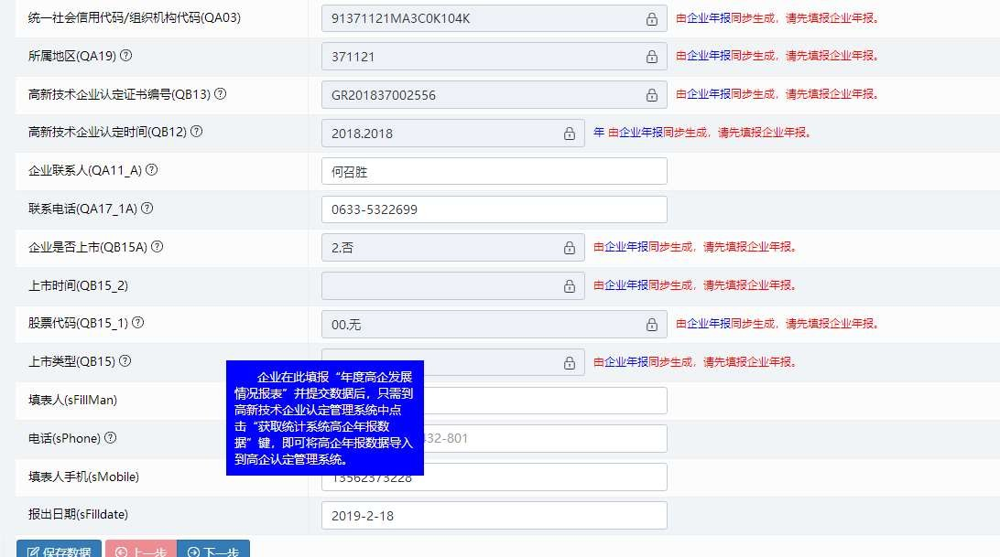 统一社会信用代码/组织机构代码(QA03) 91371121MA3C0K104K 由企业年报同步生成，请先填报企业年报。
所属地区(QA19) 371121 由企业年报同步生成，请先填报企业年报。
高新技术企业认定证书编号(QB13) GR201837002556 由企业年报同步生成，请先填报企业年报。
高新技术企业认定时间(QB12) 2018.2018 年 由企业年报同步生成，请先填报企业年报。
企业联系人(QA11_A) 何召胜
联系电话(QA17_1A) 0633-5322699
企业是否上市(QB15A) 2.否 由企业年报同步生成，请先填报企业年报。
上市时间(QB15_2) 由企业年报同步生成，请先填报企业年报。
股票代码(QB15_1) 00.无 由企业年报同步生成，请先填报企业年报。
上市类型(QB15) 由企业年报同步生成，请先填报企业年报。
企业在此填报“年度高企发展
情况报表”并提交数据后，只需到
高新技术企业认定管理系统中点
击“获取统计系统高企年报数
据”键，即可将高企年报数据导入
到高企认定管理系统。
填表人(sFillMan)
电话(sPhone) 432-801
填表人手机(sMobile) 13562373228
报出日期(sFilldate) 2019-2-18
保存数据 上一步 下一步